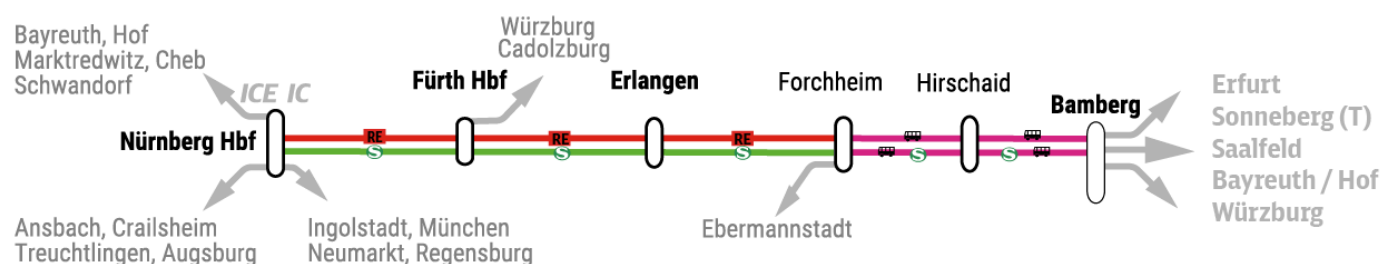 Bayreuth, Hof
Marktredwitz, Cheb
Schwandorf
ICE IC
Nürnberg Hbf
Ansbach, Crailsheim
Treuchtlingen, Augsburg
Ingolstadt, München
Neumarkt, Regensburg
RE
S
Fürth Hbf
Würzburg
Cadolzburg
RE
S
Erlangen
RE
S
Forchheim
Ebermannstadt
S
Hirschaid
S
Bamberg
Erfurt
Sonneberg (T)
Saalfeld
Bayreuth / Hof
Würzburg